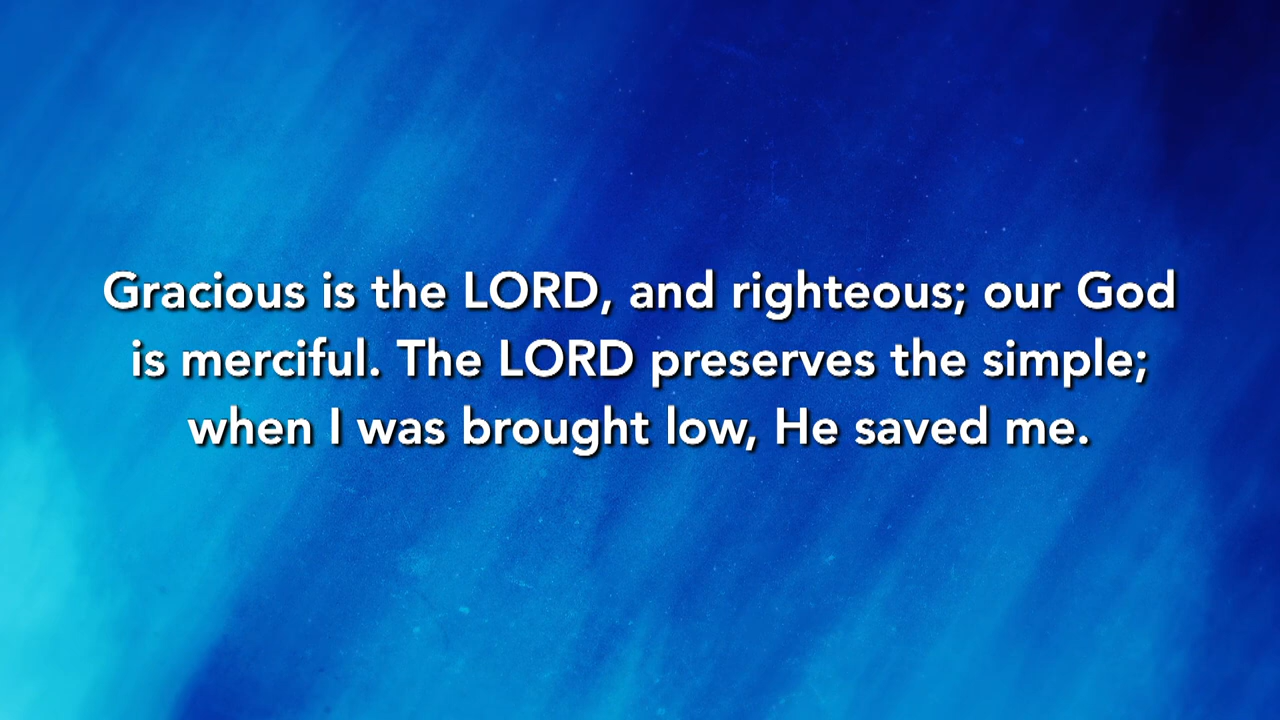 Gracious is the LORD, and righteous; our God
is merciful. The LORD preserves the simple;
when I was brought low, He saved me.